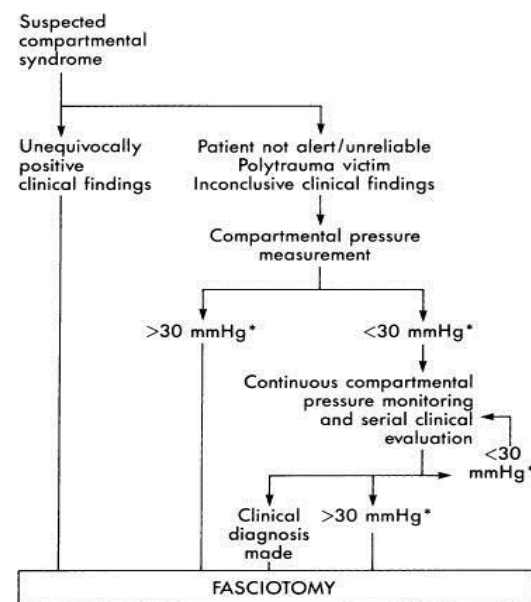 Suspected
compartmental
syndrome
Unequivocally
positive
clinical findings
Patient not alert/unreliable
Polytrauma victim
Inconclusive clinical findings
Compartmental pressure
measurement
>30 mmHg*
<30 mmHg*
Continuous compartmental
pressure monitoring
and serial clinical
evaluation
<30
mmHg*
Clinical
diagnosis
made
>30 mmHg*
FASCIOTOMY